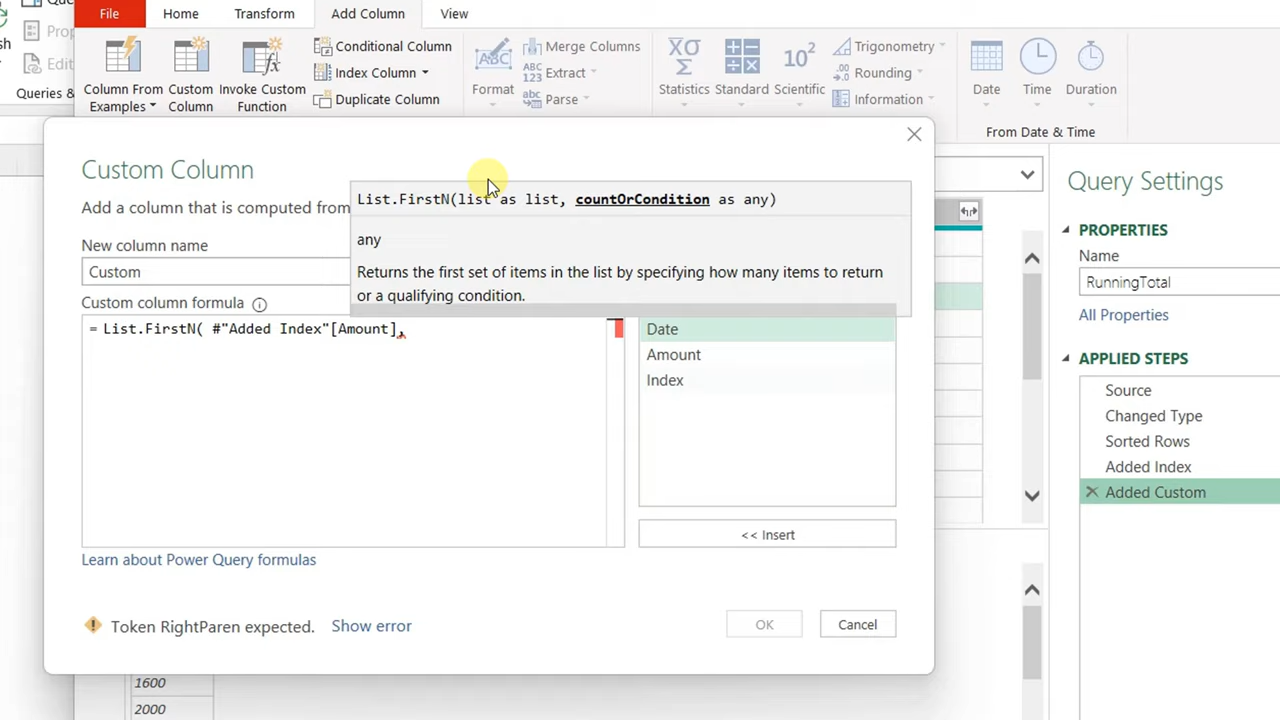 File
Home
Transform
Add Column
View
Column From
Examples
Custom
Column
Invoke Custom
Function
Conditional Column
Index Column
Duplicate Column
Format
Merge Columns
Extract
Parse
Statistics
Standard
Scientific
Trigonometry
Rounding
Information
Date
Time
Duration
Queries &
From Date & Time
Custom Column
Add a column that is computed from
New column name
Custom
Custom column formula
= List.FirstN( #"Added Index"[Amount],
List.FirstN(list as list, countOrCondition as any)
any
Returns the first set of items in the list by specifying how many items to return
or a qualifying condition.
Date
Amount
Index
<< Insert
Learn about Power Query formulas
Token RightParen expected. Show error
OK
Cancel
Query Settings
PROPERTIES
Name
RunningTotal
All Properties
APPLIED STEPS
Source
Changed Type
Sorted Rows
Added Index
Added Custom
1600
2000